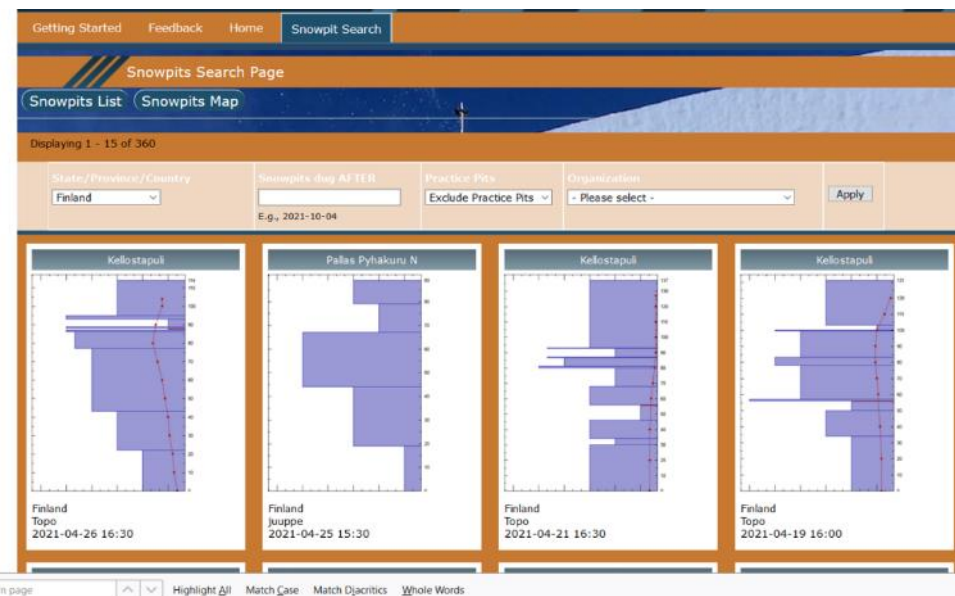 Getting Started Feedback Home Snowpit Search
Snowpits Search Page
Snowpits List Snowpits Map
Displaying 1 - 15 of 360
State/Province/Country Snowpits dug AFTER Practice Pits Organization
Finland Exclude Practice Pits - Please select - Apply
E.g., 2021-10-04
Kellostapuli Pallas Pyhäkuru N Kellostapuli Kellostapuli
Finland Finland Finland Finland
Topo juuppe Topo Topo
2021-04-26 16:30 2021-04-25 15:30 2021-04-21 16:30 2021-04-19 16:00
page Highlight All Match Case Match Diacritics Whole Words